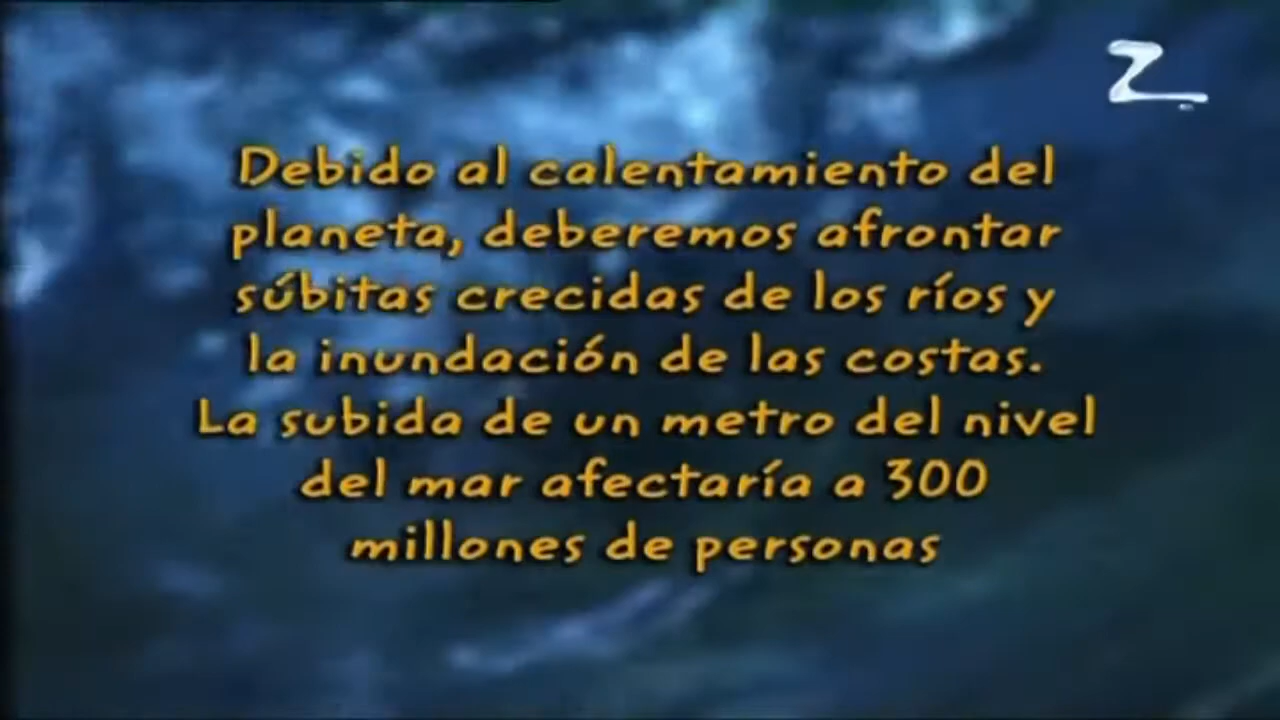 Z
Debido al calentamiento del
planeta, deberemos afrontar
súbitas crecidas de los ríos y
la inundación de las costas.
La subida de un metro del nivel
del mar afectaría a 300
millones de personas